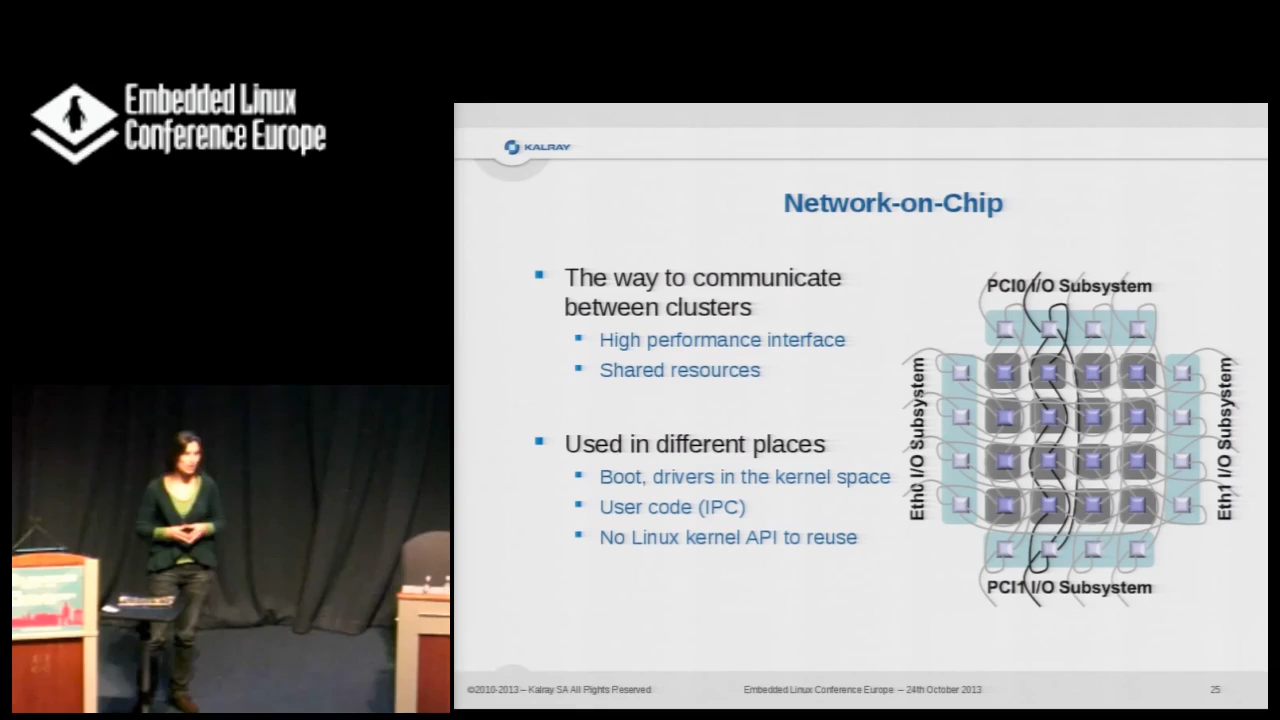 Embedded Linux
Conference Europe
KALRAY
Network-on-Chip
The way to communicate
between clusters
High performance interface
Shared resources
Used in different places
Boot, drivers in the kernel space
User code (IPC)
No Linux kernel API to reuse
PCI0 I/O Subsystem
Eth0 I/O Subsystem
Eth1 I/O Subsystem
PCI1 I/O Subsystem
©2010-2013 – Kalray SA All Rights Reserved
Embedded Linux Conference Europe – 24th October 2013
25